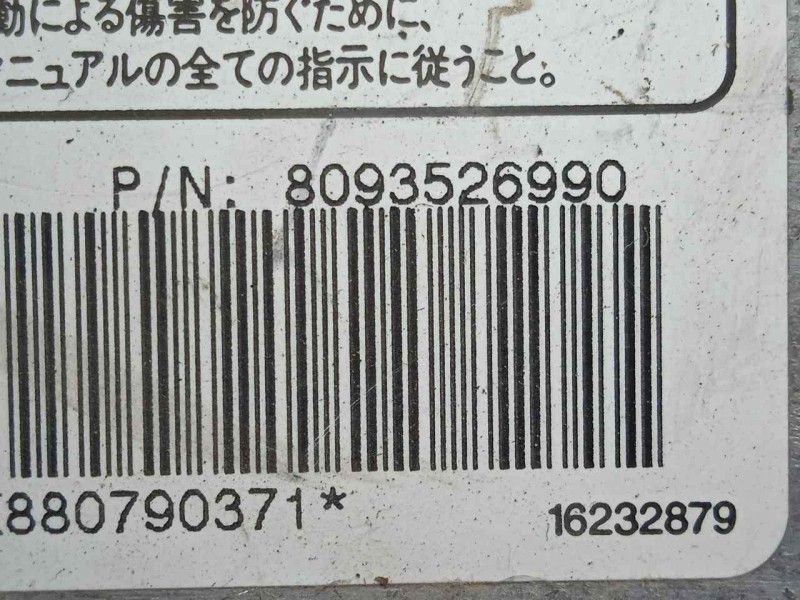 動による傷害を防ぐために、
マニュアルの全ての指示に従うこと。
P/N: 8093526990
880790371*
16232879